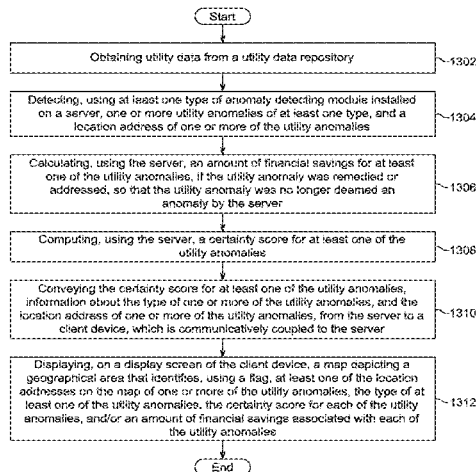 Start
Obtaining utility data from a utility data repository
1302
Detecting, using at least one type of anomaly detecting module installed
on a server, one or more utility anomalies of at least one type, and a
location address of one or more of the utility anomalies
1304
Calculating, using the server, an amount of financial savings for at least
one of the utility anomalies, if the utility anomaly was remedied or
addressed, so that the utility anomaly was no longer deemed an
anomaly by the server
1306
Computing, using the server, a certainty score for at least one of the
utility anomalies
1308
Conveying the certainty score for at least one of the utility anomalies,
information about the type of one or more of the utility anomalies, and the
location address of one or more of the utility anomalies, from the server to a
client device, which is communicatively coupled to the server
1310
Displaying, on a display screen of the client device, a map depicting a
geographical area that identifies, using a flag, at least one of the location
addresses on the map of one or more of the utility anomalies, the type of
at least one of the utility anomalies, the certainty score for each of the utility
anomalies, and/or an amount of financial savings associated with each of
the utility anomalies
1312
End